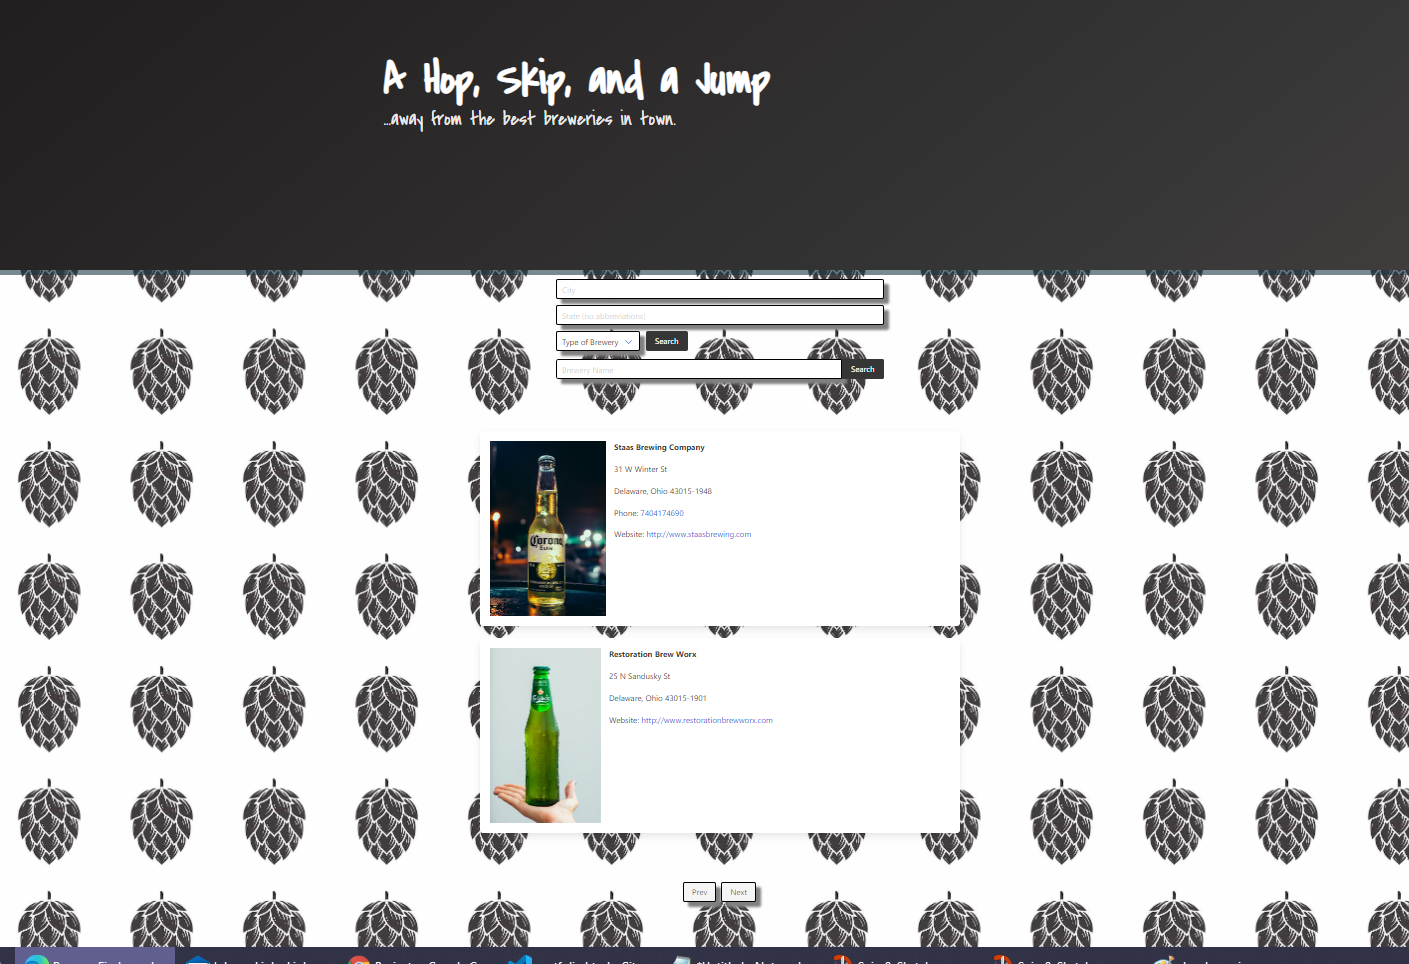 A Hop, Skip, and a Jump
...away from the best breweries in town.
City
State (no abbreviations)
Type of Brewery
Search
Brewery Name
Search
Staas Brewing Company
31 W Winter St
Delaware, Ohio 43015-1948
Phone: 7404174690
Website: http://www.staasbrewing.com
Corona
Extra
Restoration Brew Worx
25 N Sandusky St
Delaware, Ohio 43015-1901
Website: http://www.restorationbrewworx.com
Prev
Next